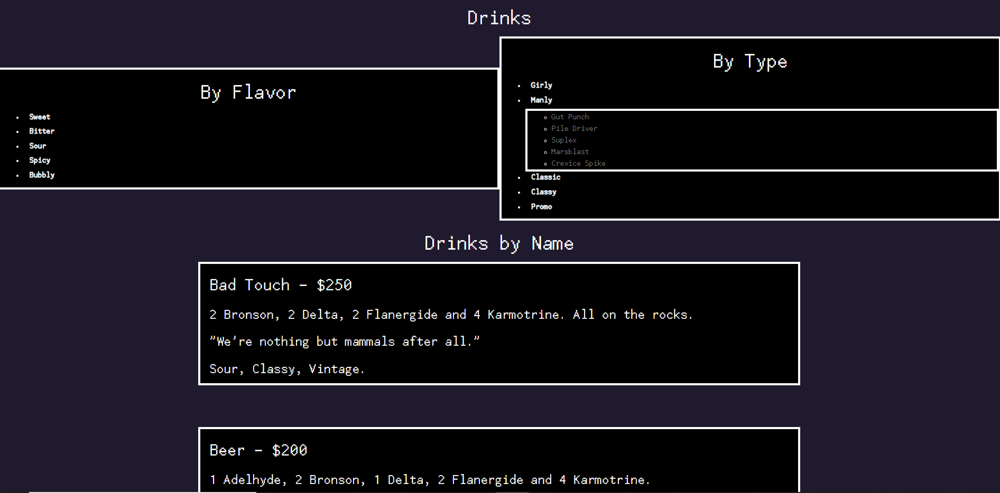 Drinks
By Flavor
Sweet
Bitter
Sour
Spicy
Bubbly
By Type
Girly
Manly
Gut Punch
Pile Driver
Suplex
Marsblast
Crevice Spike
Classic
Classy
Promo
Drinks by Name
Bad Touch - $250
2 Bronson, 2 Delta, 2 Flanergide and 4 Karmotrine. All on the rocks.
"We're nothing but mammals after all."
Sour, Classy, Vintage.
Beer - $200
1 Adelhyde, 2 Bronson, 1 Delta, 2 Flanergide and 4 Karmotrine.